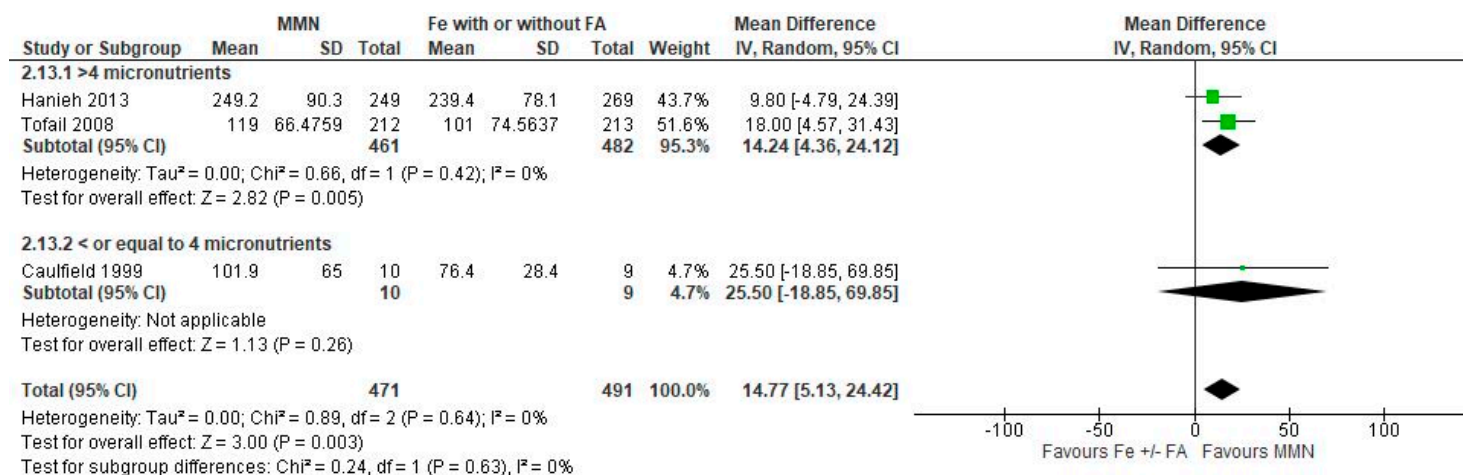 MMN Fe with or without FA Mean Difference Mean Difference
Study or Subgroup Mean SD Total Mean SD Total Weight IV, Random, 95% CI IV, Random, 95% CI
2.13.1 >4 micronutrients
Hanieh 2013 249.2 90.3 249 239.4 78.1 269 43.7% 9.80 [-4.79, 24.39]
Tofail 2008 119 66.4759 212 101 74.5637 213 51.6% 18.00 [4.57, 31.43]
Subtotal (95% CI) 461 482 95.3% 14.24 [4.36, 24.12]
Heterogeneity: Tau² = 0.00; Chi² = 0.66, df = 1 (P = 0.42); I² = 0%
Test for overall effect: Z = 2.82 (P = 0.005)
2.13.2 < or equal to 4 micronutrients
Caulfield 1999 101.9 65 10 76.4 28.4 9 4.7% 25.50 [-18.85, 69.85]
Subtotal (95% CI) 10 9 4.7% 25.50 [-18.85, 69.85]
Heterogeneity: Not applicable
Test for overall effect: Z = 1.13 (P = 0.26)
Total (95% CI) 471 491 100.0% 14.77 [5.13, 24.42]
Heterogeneity: Tau² = 0.00; Chi² = 0.89, df = 2 (P = 0.64); I² = 0%
Test for overall effect: Z = 3.00 (P = 0.003)
Test for subgroup differences: Chi² = 0.24, df = 1 (P = 0.63), I² = 0%
-100 -50 0 50 100
Favours Fe +/- FA Favours MMN